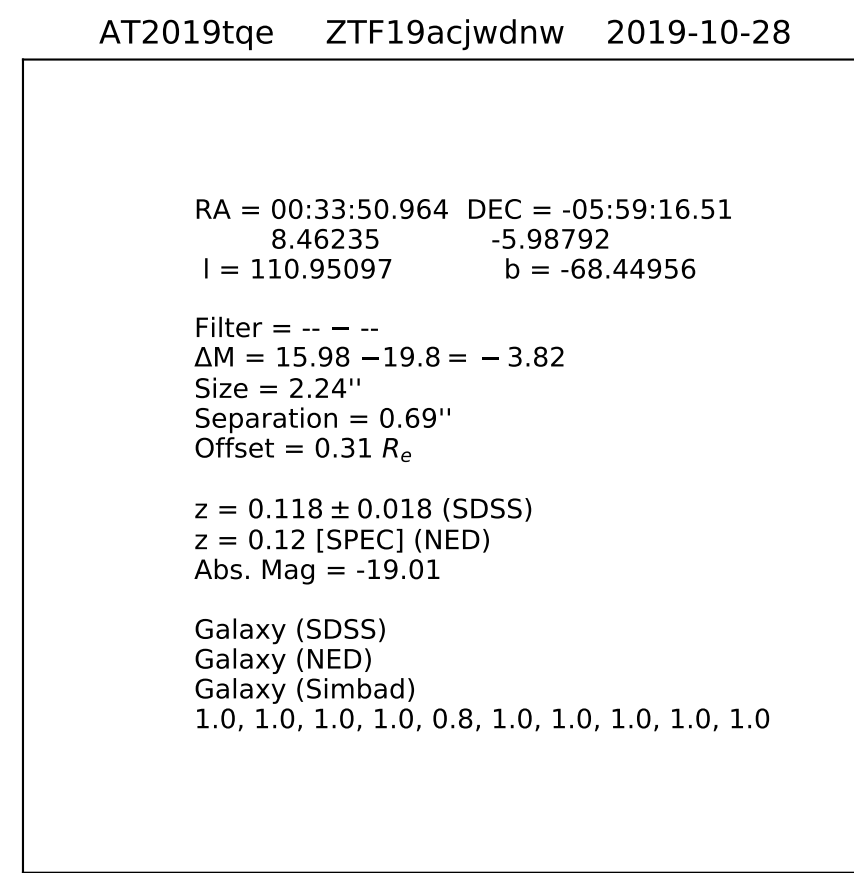 AT2019tqe ZTF19acjwdnw 2019-10-28
RA = 00:33:50.964 DEC = -05:59:16.51
8.46235 -5.98792
l = 110.95097 b = -68.44956
Filter = -- − --
ΔM = 15.98 −19.8 = − 3.82
Size = 2.24''
Separation = 0.69''
Offset = 0.31 Rₑ
z = 0.118 ± 0.018 (SDSS)
z = 0.12 [SPEC] (NED)
Abs. Mag = -19.01
Galaxy (SDSS)
Galaxy (NED)
Galaxy (Simbad)
1.0, 1.0, 1.0, 1.0, 0.8, 1.0, 1.0, 1.0, 1.0, 1.0